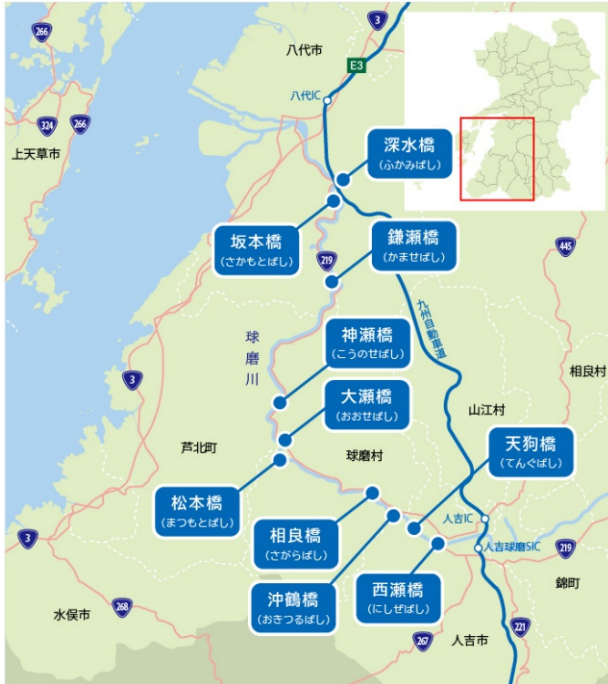 266
3
八代市
E3
八代IC
324
266
上天草市
深水橋
(ふかみばし)
坂本橋
(さかもとばし)
鎌瀬橋
(かませばし)
219
445
九州自動車道
球磨川
神瀬橋
(こうのせばし)
相良村
3
大瀬橋
(おおせばし)
山江村
芦北町
球磨村
天狗橋
(てんぐばし)
松本橋
(まつもとばし)
相良橋
(さがらばし)
人吉IC
3
人吉球磨SIC
219
沖鶴橋
(おきつるばし)
西瀬橋
(にしぜばし)
錦町
水俣市
268
267
人吉市
221